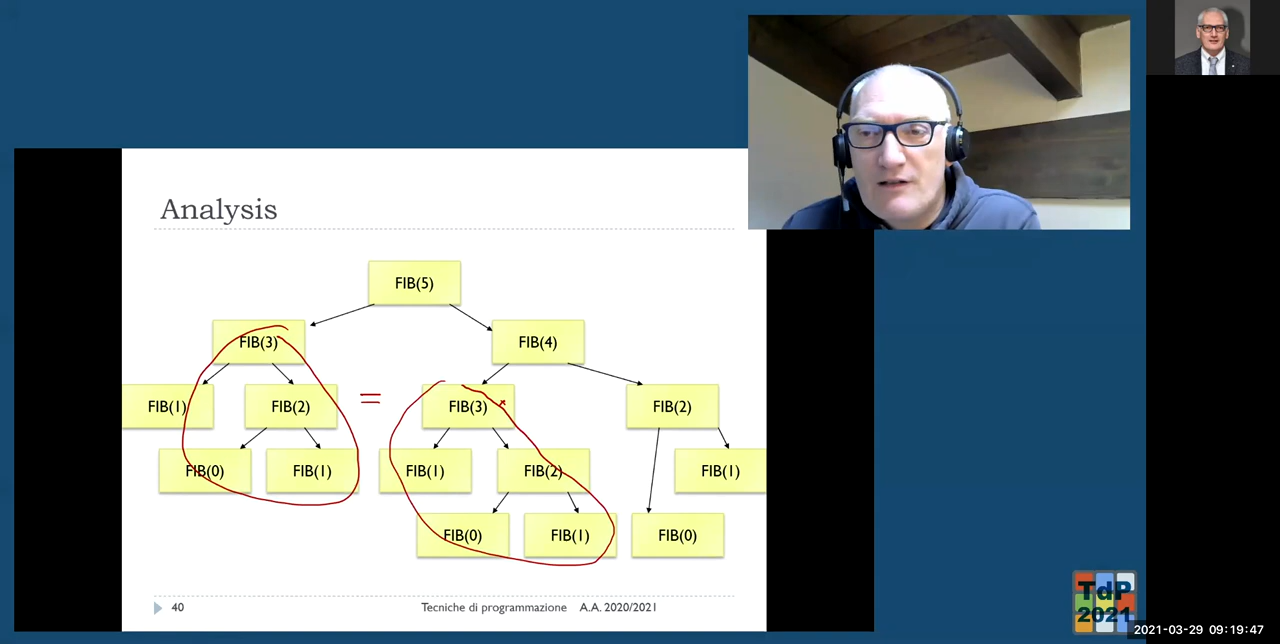 Analysis
FIB(5)
FIB(3)
FIB(4)
FIB(1)
FIB(2)
=
FIB(3)
FIB(2)
FIB(0)
FIB(1)
FIB(1)
FIB(2)
FIB(1)
FIB(0)
FIB(1)
FIB(0)
40
Tecniche di programmazione A.A. 2020/2021
TdP
2021
2021-03-29 09:19:47